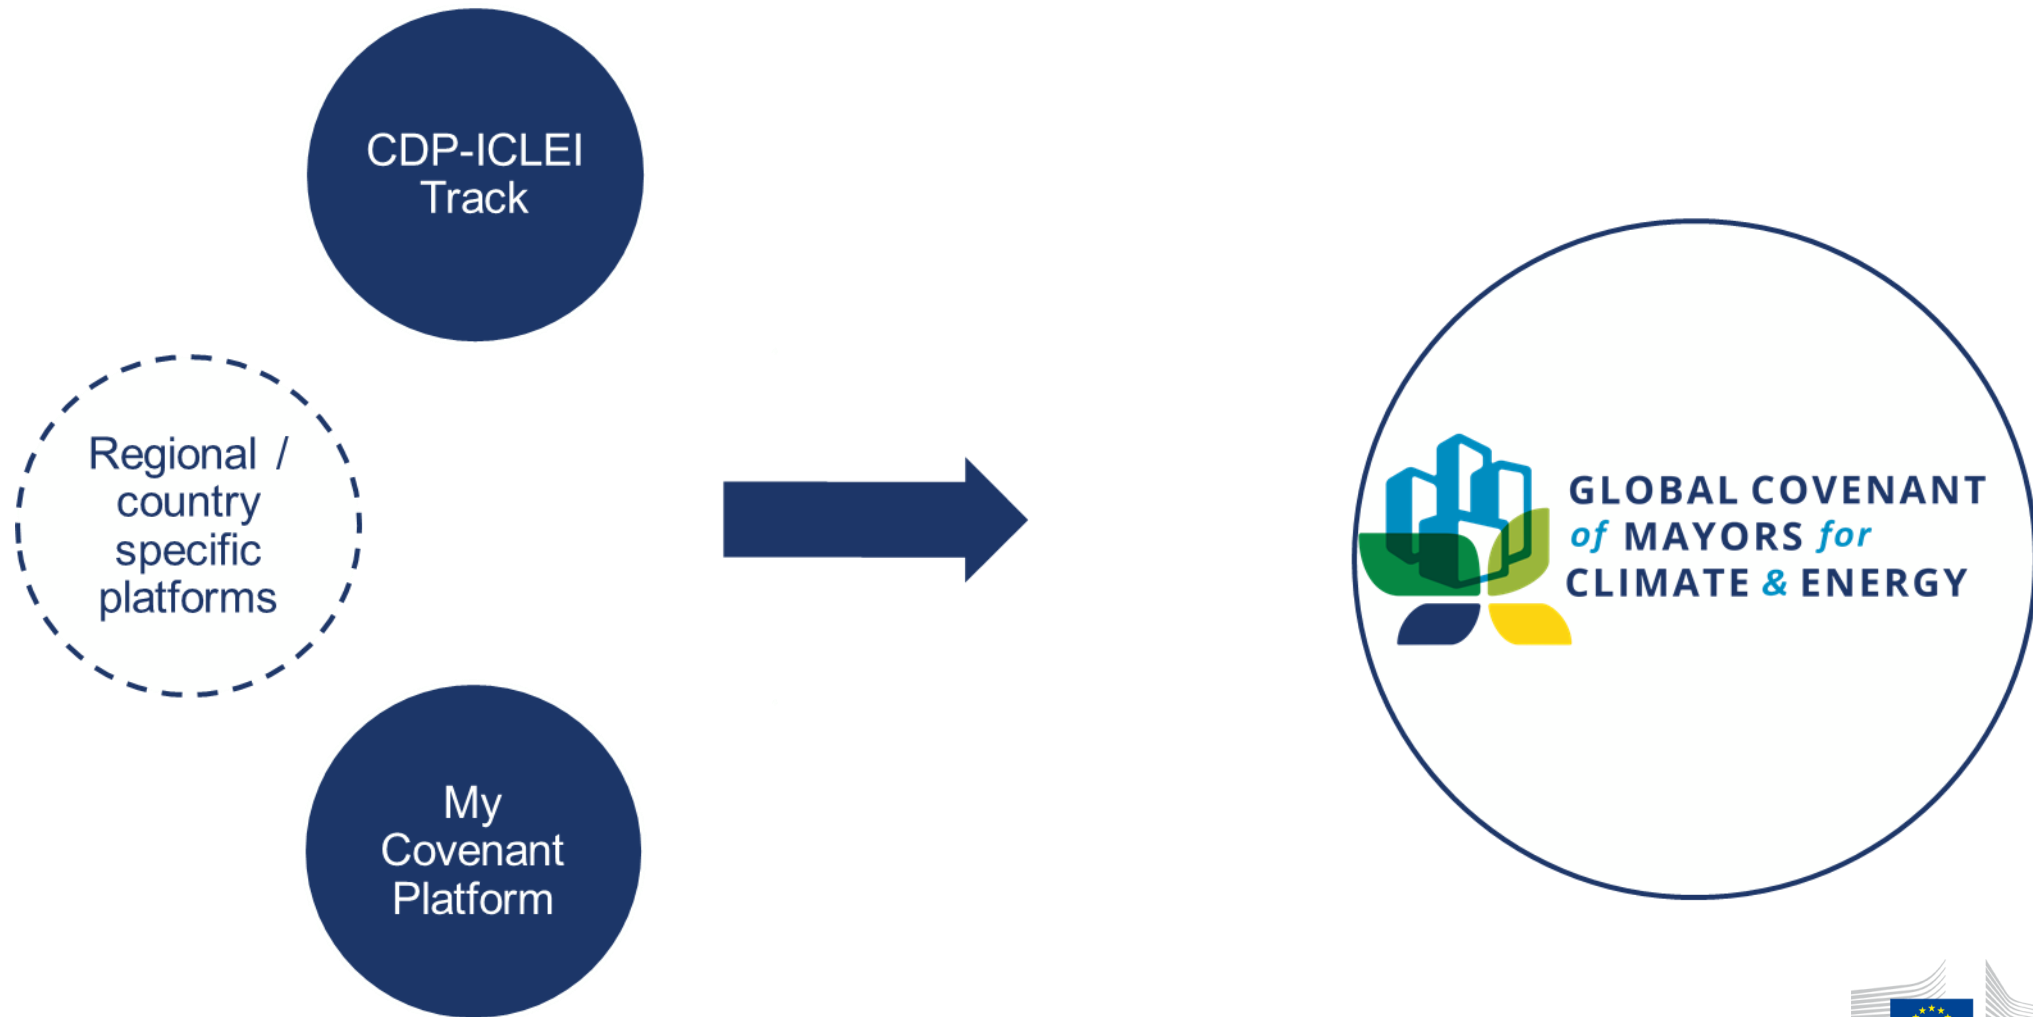 CDP-ICLEI
Track
Regional /
country
specific
platforms
My
Covenant
Platform
GLOBAL COVENANT
of MAYORS for
CLIMATE & ENERGY